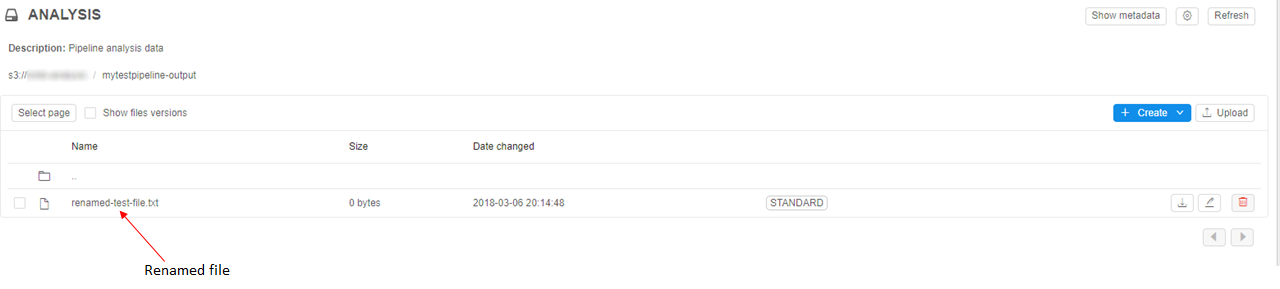 ANALYSIS
Show metadata
Refresh
Description: Pipeline analysis data
s3:// / mytestpipeline-output
Select page
Show files versions
+ Create
Upload
Name Size Date changed
..
renamed-test-file.txt 0 bytes 2018-03-06 20:14:48 STANDARD
Renamed file